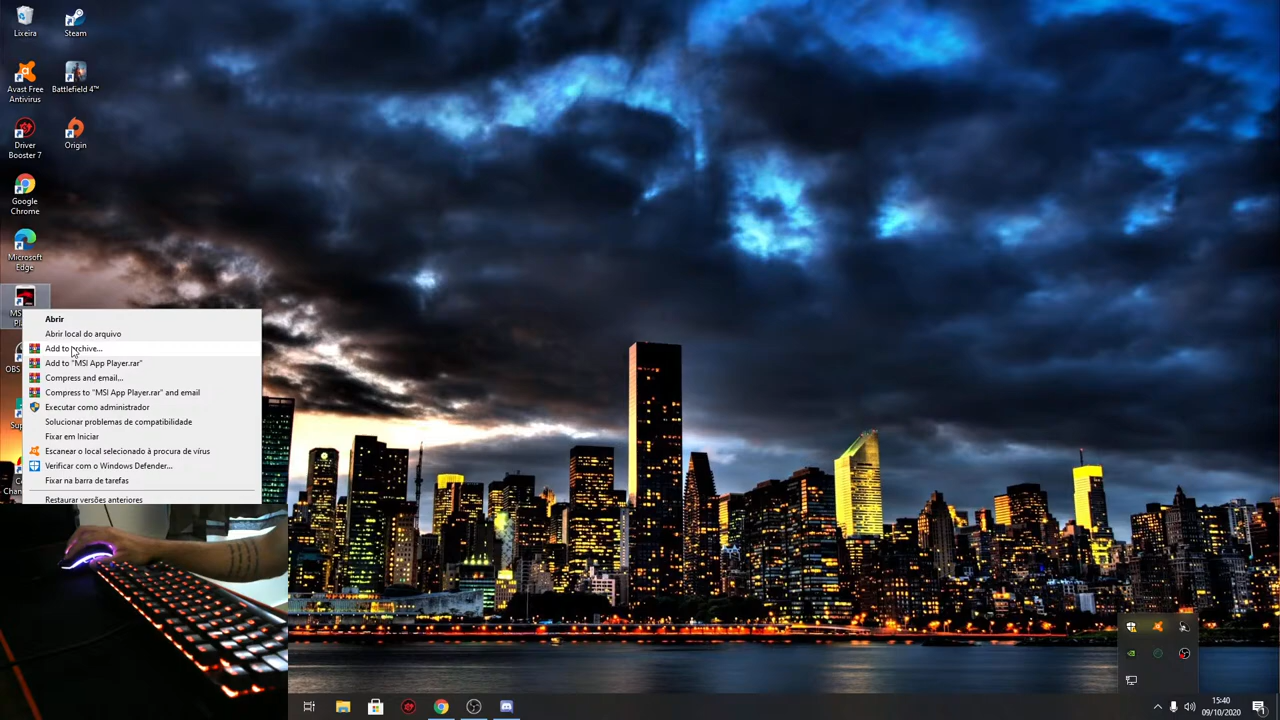 Lixeira
Steam
Avast Free
Antivirus
Battlefield 4™
Driver
Booster 7
Origin
Google
Chrome
Microsoft
Edge
Abrir
Abrir local do arquivo
Add to archive...
Add to "MSI App Player.rar"
Compress and email...
Compress to "MSI App Player.rar" and email
Executar como administrador
Solucionar problemas de compatibilidade
Fixar em Iniciar
Escanear o local selecionado à procura de vírus
Verificar com o Windows Defender...
Fixar na barra de tarefas
Restaurar versões anteriores
15:40
09/10/2020